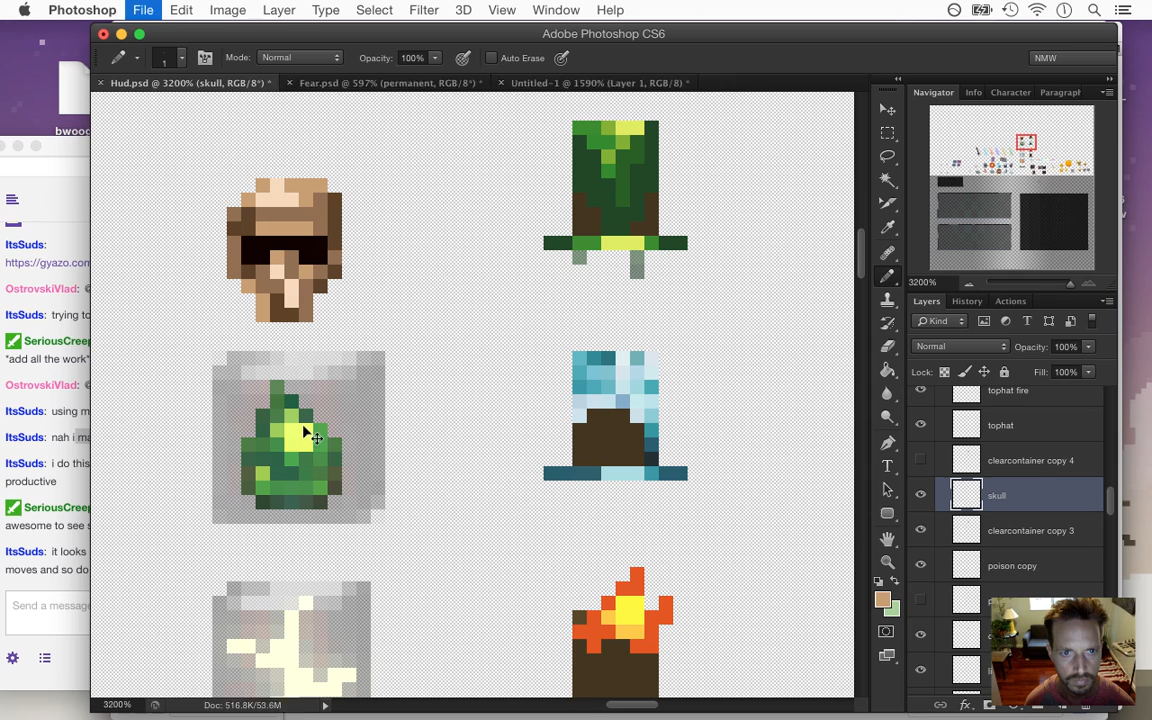 Photoshop File Edit Image Layer Type Select Filter 3D View Window Help
Adobe Photoshop CS6
1 Mode: Normal Opacity: 100% Auto Erase NMW
Hud.psd @ 3200% (skull, RGB/8*) * Fear.psd @ 597% (permanent, RGB/8*) * Untitled-1 @ 1590% (Layer 1, RGB/8) *
bwood
ItsSuds:
https://gyazo.com
OstrovskiVlad:
ItsSuds: trying to
SeriousCreep
"add all the work"
OstrovskiVlad:
ItsSuds: using m
ItsSuds: nah i ma
ItsSuds: i do this
productive
SeriousCreep
awesome to see s
ItsSuds: it looks
moves and so do
Send a message
Navigator Info Character Paragraph
3200%
Layers History Actions
Kind
Normal Opacity: 100%
Lock: Fill: 100%
tophat fire
tophat
clearcontainer copy 4
skull
clearcontainer copy 3
poison copy
3200% Doc: 516.8K/53.6M